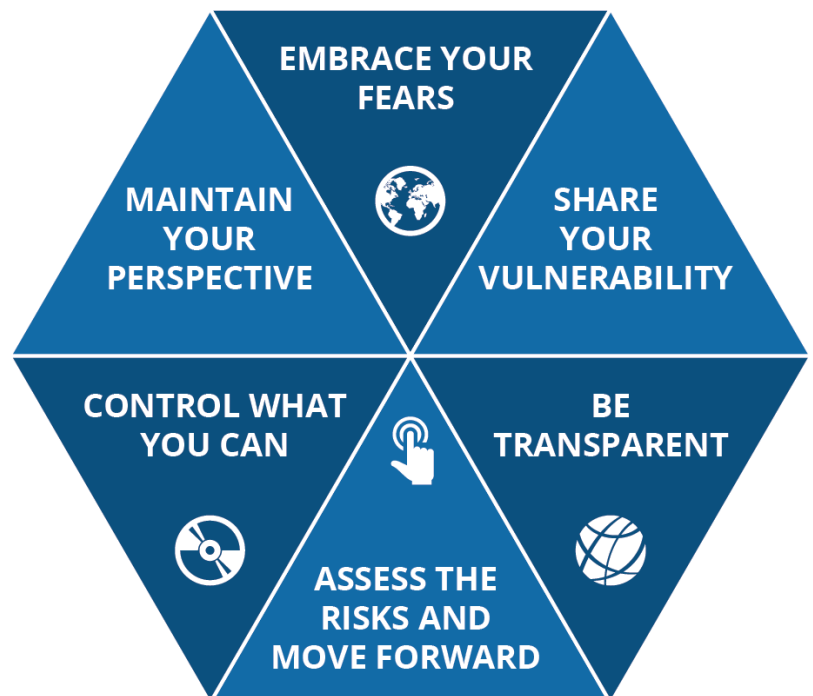 EMBRACE YOUR
FEARS
MAINTAIN
YOUR
PERSPECTIVE
SHARE
YOUR
VULNERABILITY
CONTROL WHAT
YOU CAN
BE
TRANSPARENT
ASSESS THE
RISKS AND
MOVE FORWARD